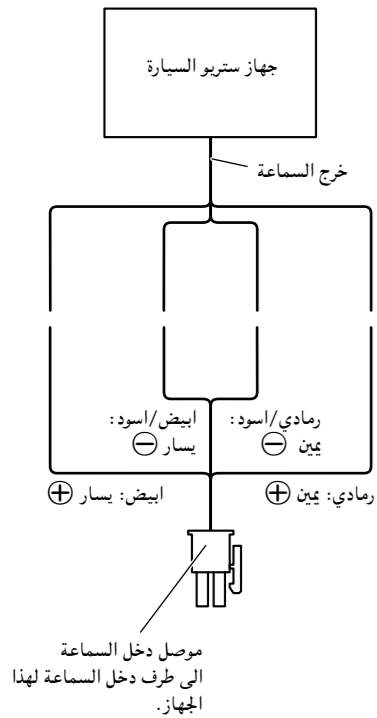 جهاز ستريو السيارة
خرج السماعة
رمادي/اسود:
يمين ⊖
ابيض/اسود:
يسار ⊖
رمادي: يمين ⊕
ابيض: يسار ⊕
موصل دخل السماعة
الى طرف دخل السماعة لهذا
الجهاز.